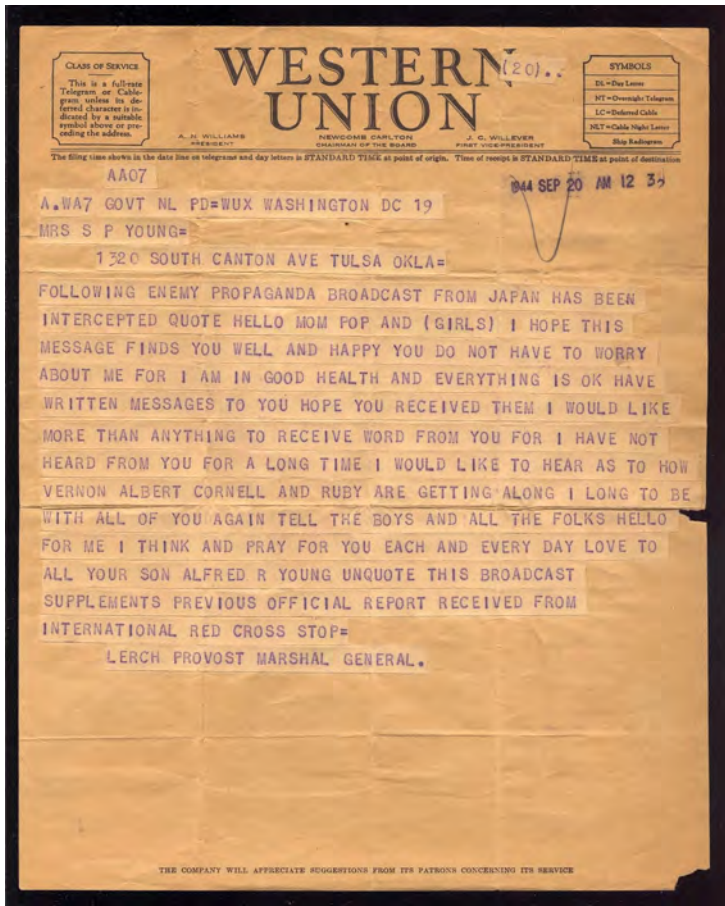 CLASS OF SERVICE
This is a full-rate
Telegram or Cable-
gram unless its de-
ferred character is in-
dicated by a suitable
symbol above or pre-
ceding the address.
WESTERN
UNION
(20)..
A. N. WILLIAMS
PRESIDENT
NEWCOMB CARLTON
CHAIRMAN OF THE BOARD
J. C. WILLEVER
FIRST VICE-PRESIDENT
SYMBOLS
DL=Day Letter
NT=Overnight Telegram
LC=Deferred Cable
NLT=Cable Night Letter
Ship Radiogram
The filing time shown in the date line on telegrams and day letters is STANDARD TIME at point of origin. Time of receipt is STANDARD TIME at point of destination
AA07
1944 SEP 20 AM 12
A.WA7 GOVT NL PD=WUX WASHINGTON DC 19
MRS S P YOUNG=
1320 SOUTH CANTON AVE TULSA OKLA=
FOLLOWING ENEMY PROPAGANDA BROADCAST FROM JAPAN HAS BEEN
INTERCEPTED QUOTE HELLO MOM POP AND (GIRLS) I HOPE THIS
MESSAGE FINDS YOU WELL AND HAPPY YOU DO NOT HAVE TO WORRY
ABOUT ME FOR I AM IN GOOD HEALTH AND EVERYTHING IS OK HAVE
WRITTEN MESSAGES TO YOU HOPE YOU RECEIVED THEM I WOULD LIKE
MORE THAN ANYTHING TO RECEIVE WORD FROM YOU FOR I HAVE NOT
HEARD FROM YOU FOR A LONG TIME I WOULD LIKE TO HEAR AS TO HOW
VERNON ALBERT CORNELL AND RUBY ARE GETTING ALONG I LONG TO BE
WITH ALL OF YOU AGAIN TELL THE BOYS AND ALL THE FOLKS HELLO
FOR ME I THINK AND PRAY FOR YOU EACH AND EVERY DAY LOVE TO
ALL YOUR SON ALFRED R YOUNG UNQUOTE THIS BROADCAST
SUPPLEMENTS PREVIOUS OFFICIAL REPORT RECEIVED FROM
INTERNATIONAL RED CROSS STOP=
LERCH PROVOST MARSHAL GENERAL.
THE COMPANY WILL APPRECIATE SUGGESTIONS FROM ITS PATRONS CONCERNING ITS SERVICE